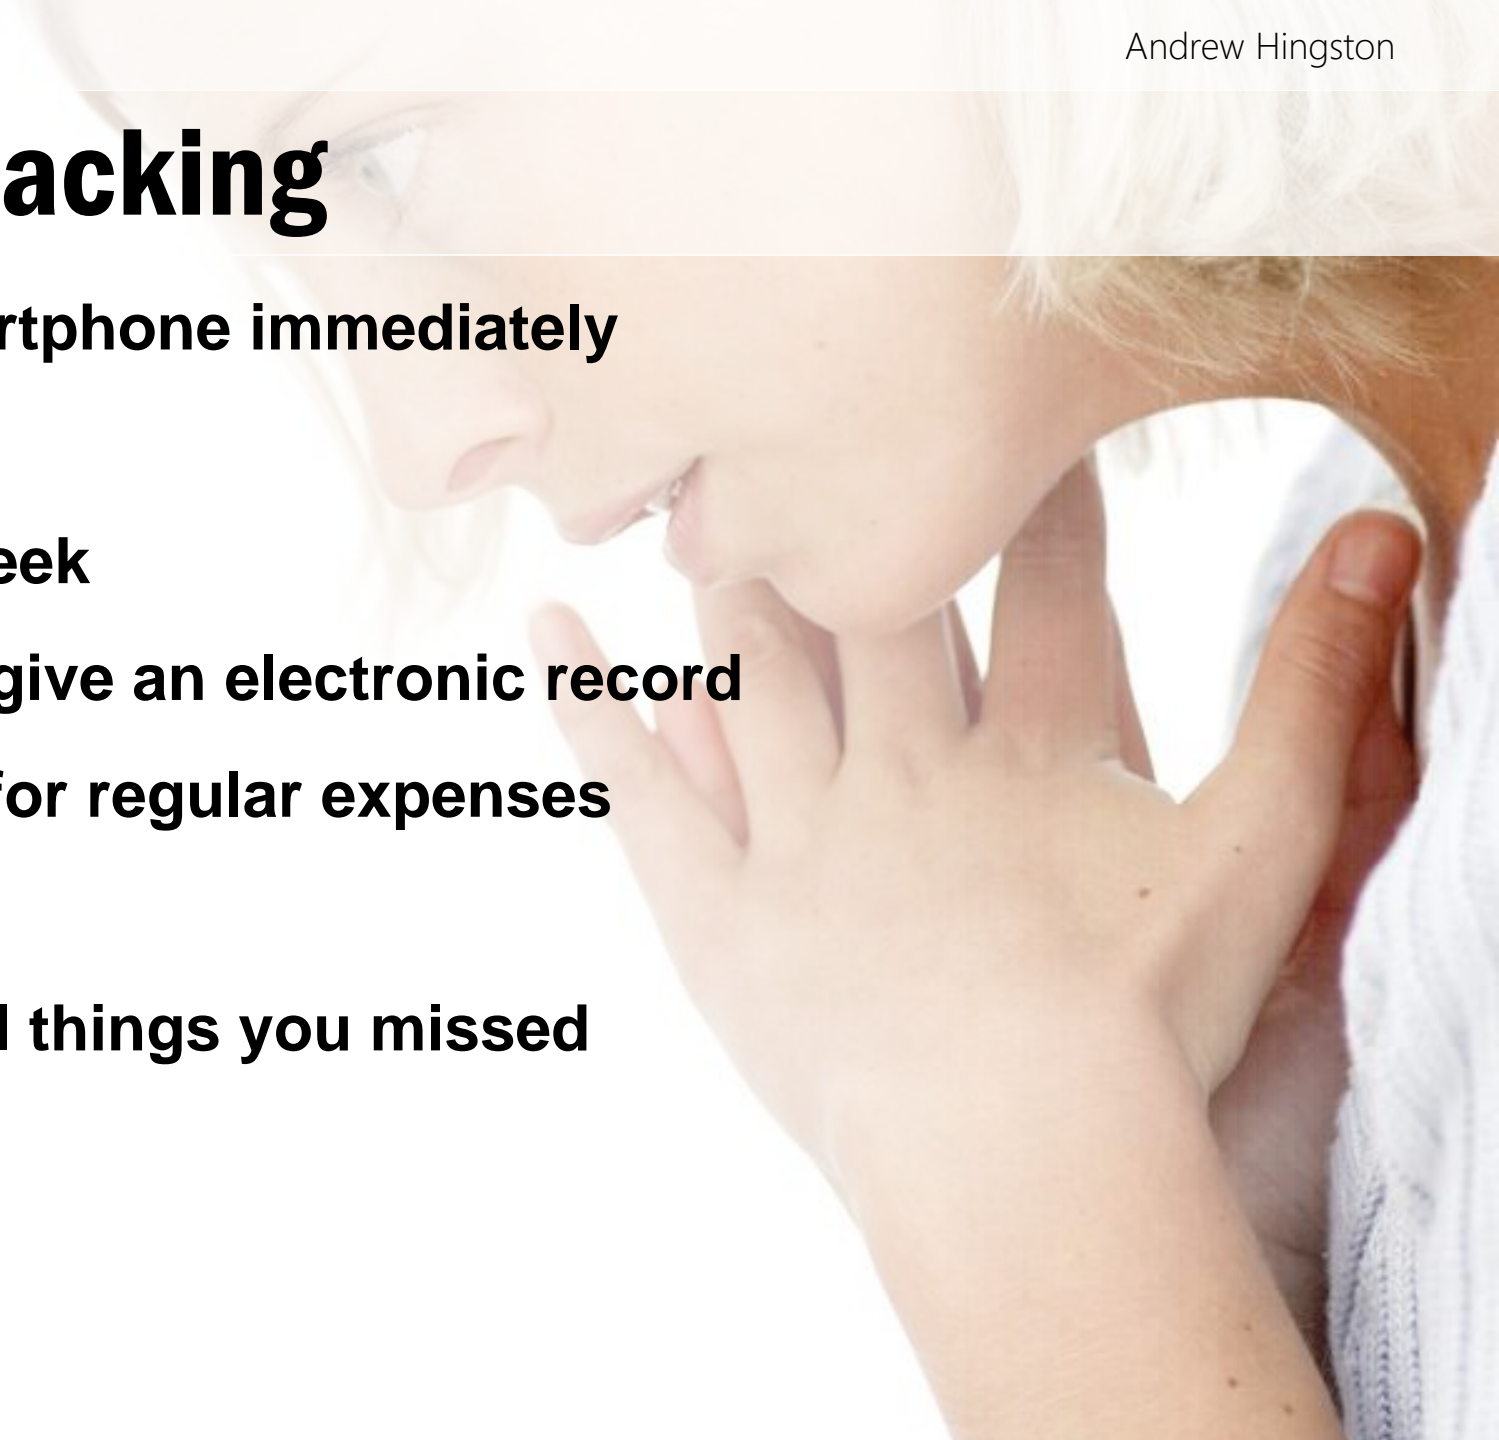 Andrew Hingston
acking
rtphone immediately
eek
give an electronic record
for regular expenses
things you missed